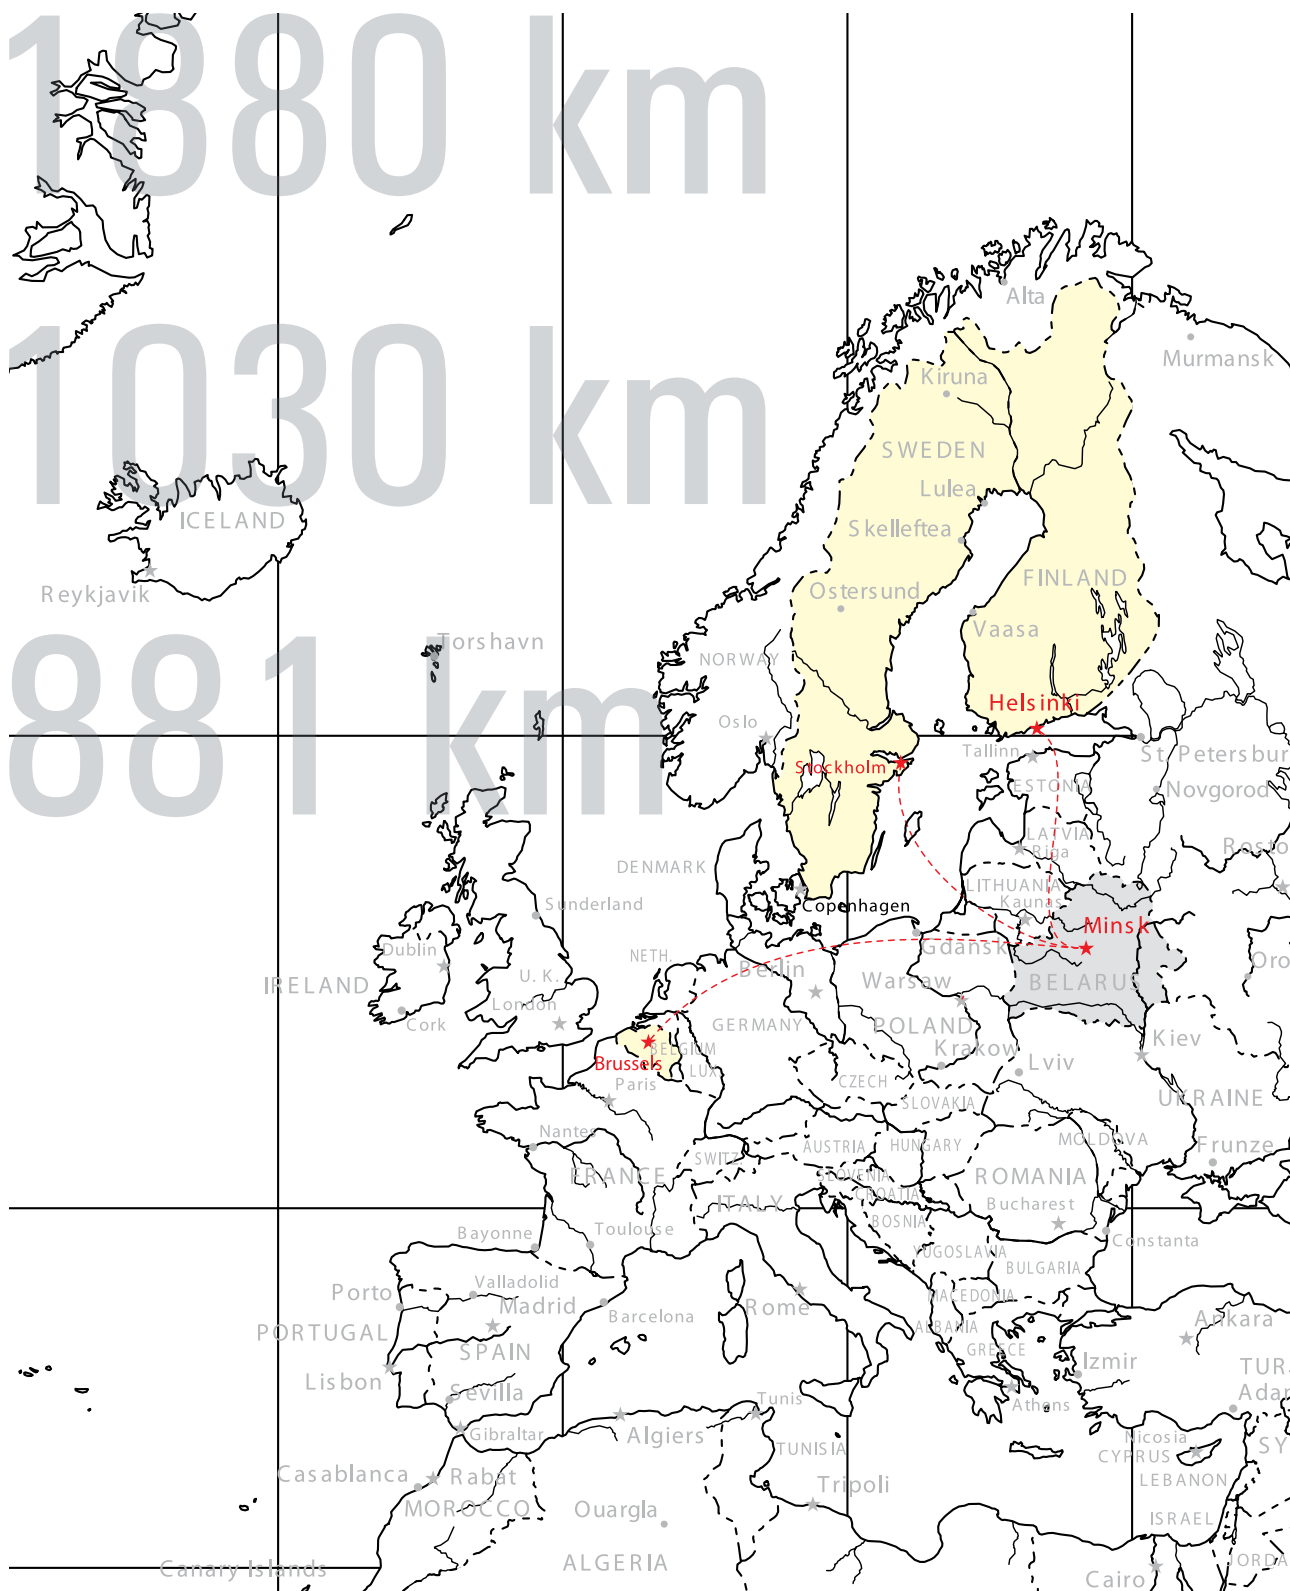 1880 km
Alta
1030 km
Murmansk
Kiruna
SWEDEN
Lulea
ICELAND
Skelleftea
FINLAND
Reykjavik
Ostersund
Vaasa
881 km
Torshavn
NORWAY
Helsinki
Oslo
Tallinn
St. Petersbur
Stockholm
ESTONIA
Novgorod
LATVIA
Riga
Rosto
DENMARK
LITHUANIA
Kaunas
Sunderland
Copenhagen
Minsk
Dublin
Gdansk
NETH.
Berlin
Oro
IRELAND
U. K.
Warsaw
BELARUS
London
Cork
GERMANY
POLAND
Kiev
BELGIUM
Brussels
LUX.
Krakow
Lviv
Paris
CZECH
UKRAINE
SLOVAKIA
Nantes
AUSTRIA
HUNGARY
MOLDOVA
Frunze
SWITZ.
FRANCE
SLOVENIA
ROMANIA
CROATIA
ITALY
Bucharest
BOSNIA
Bayonne
Toulouse
Constanta
YUGOSLAVIA
BULGARIA
Valladolid
Porto
Madrid
Barcelona
Rome
MACEDONIA
PORTUGAL
ALBANIA
Ankara
SPAIN
GREECE
Izmir
TUR
Lisbon
Sevilla
Athens
Adar
Tunis
Gibraltar
Algiers
TUNISIA
Nicosia
CYPRUS
SY
Casablanca
Rabat
Tripoli
LEBANON
MOROCCO
Ouargla
ISRAEL
Canary Islands
ALGERIA
JORDA
Cairo